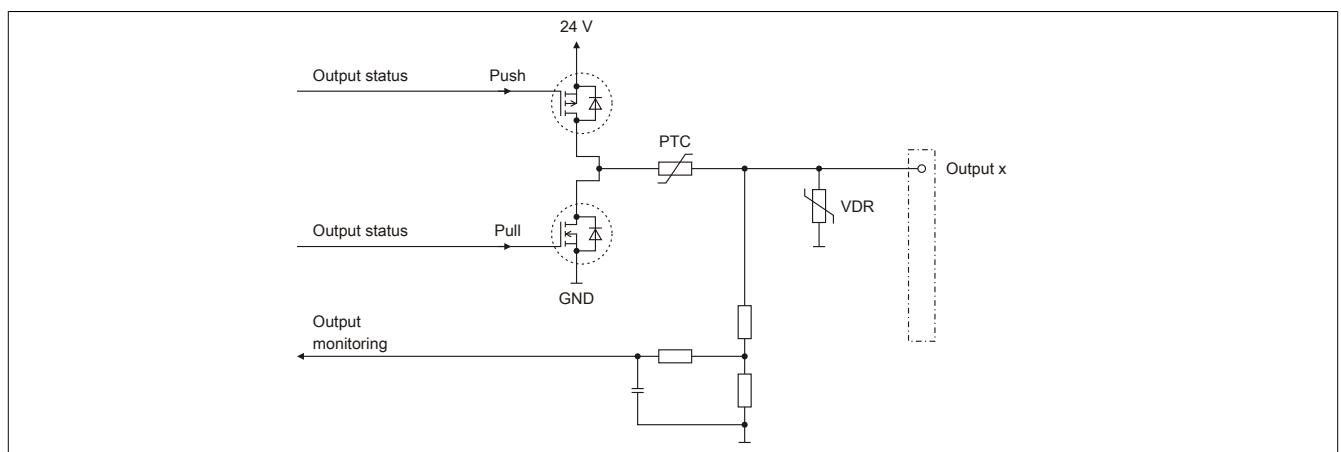 24 V
Output status
Push
PTC
Output x
VDR
Output status
Pull
GND
Output
monitoring